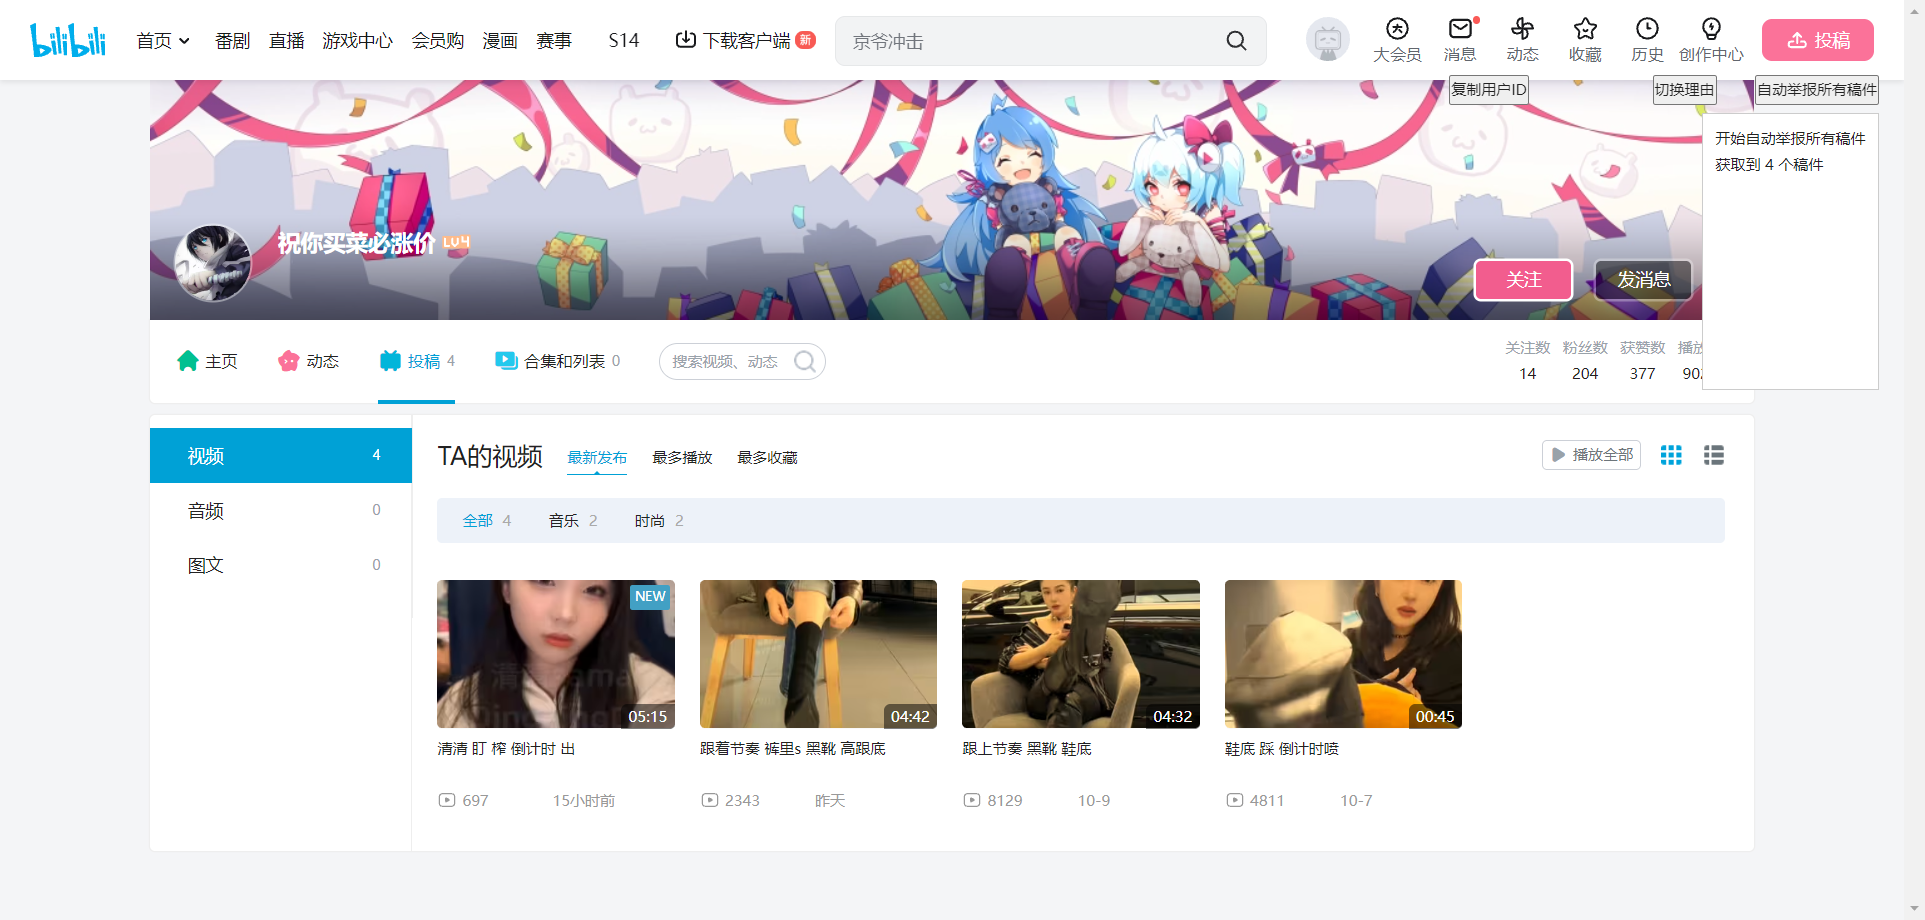 bilibili
首页 番剧 直播 游戏中心 会员购 漫画 赛事 S14 下载客户端 新
京爷冲击
大会员 消息 动态 收藏 历史 创作中心 投稿
复制用户ID 切换理由 自动举报所有稿件
开始自动举报所有稿件
获取到 4 个稿件
祝你买菜必涨价 LV4
关注 发消息
主页 动态 投稿 4 合集和列表 0 搜索视频、动态
关注数 粉丝数 获赞数 播放
14 204 377 902
视频 4
音频 0
图文 0
TA的视频 最新发布 最多播放 最多收藏 播放全部
全部 4 音乐 2 时尚 2
NEW
05:15 04:42 04:32 00:45
清清 盯 榨 倒计时 出
跟着节奏 裤里s 黑靴 高跟底
跟上节奏 黑靴 鞋底
鞋底 踩 倒计时喷
697 15小时前
2343 昨天
8129 10-9
4811 10-7